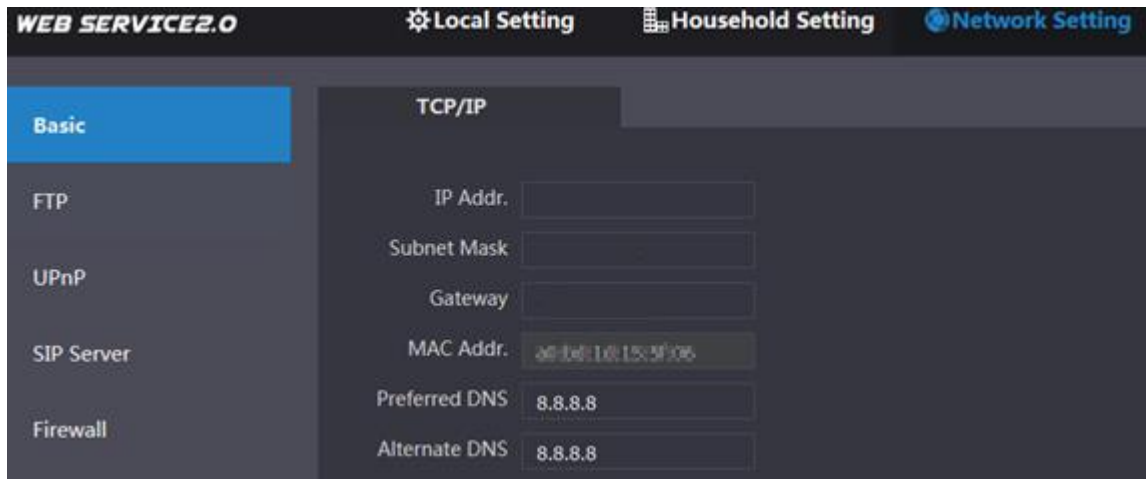 WEB SERVICE2.0
Local Setting
Household Setting
Network Setting
Basic
FTP
UPnP
SIP Server
Firewall
TCP/IP
IP Addr.
Subnet Mask
Gateway
MAC Addr.
Preferred DNS 8.8.8.8
Alternate DNS 8.8.8.8